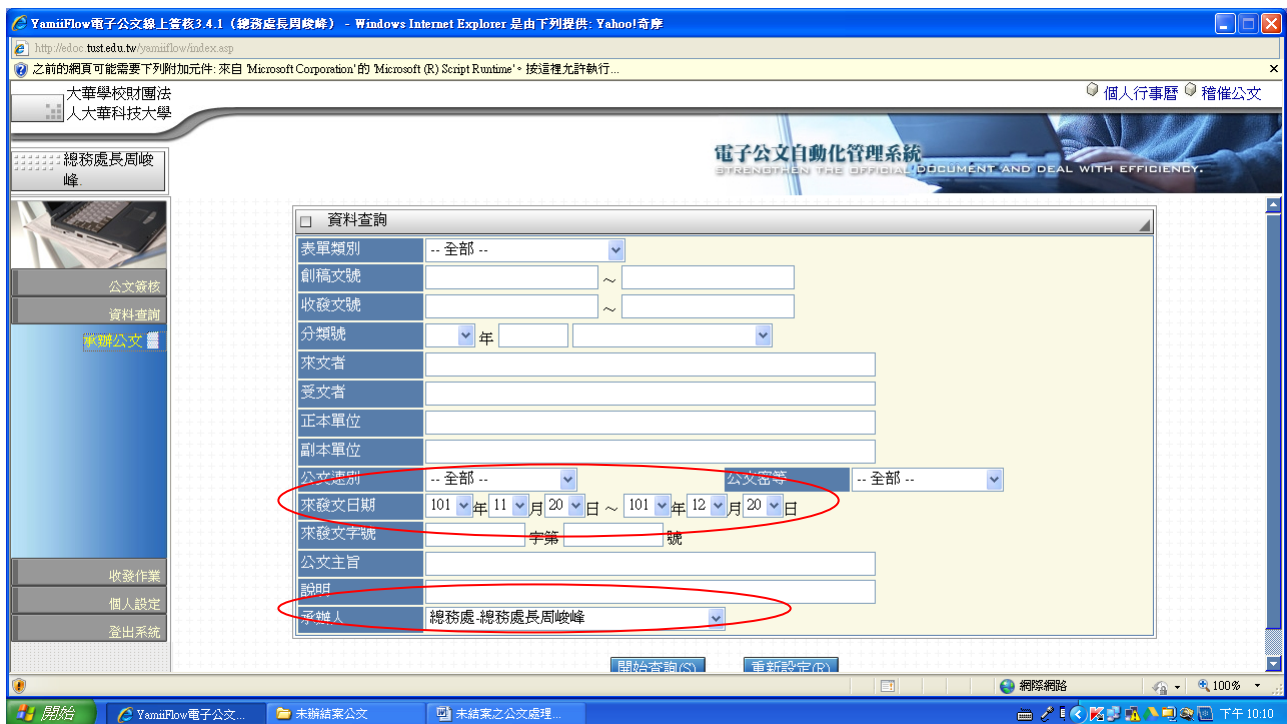 YamiiFlow電子公文線上簽核3.4.1（總務處長周峻峰） - Windows Internet Explorer 是由下列提供: Yahoo!奇摩
http://edoc.tust.edu.tw/yamiiflow/index.asp
之前的網頁可能需要下列附加元件: 來自 'Microsoft Corporation' 的 'Microsoft (R) Script Runtime'。按這裡允許執行...
大華學校財團法
人大華科技大學
個人行事曆 稽催公文
總務處長周峻
峰.
電子公文自動化管理系統
STRENGTHEN THE OFFICIAL DOCUMENT AND DEAL WITH EFFICIENCY.
公文簽核
資料查詢
承辦公文
收發作業
個人設定
登出系統
資料查詢
表單類別 -- 全部 --
創稿文號 ～
收發文號 ～
分類號 年
來文者
受文者
正本單位
副本單位
公文速別 -- 全部 -- 公文密等 -- 全部 --
來發文日期 101 年 11 月 20 日 ～ 101 年 12 月 20 日
來發文字號 字第 號
公文主旨
說明
承辦人 總務處-總務處長周峻峰
開始查詢(S) 重新設定(R)
網際網路 100%
開始 YamiiFlow電子公文... 未辦結案公文 未結案之公文處理... 下午 10:10